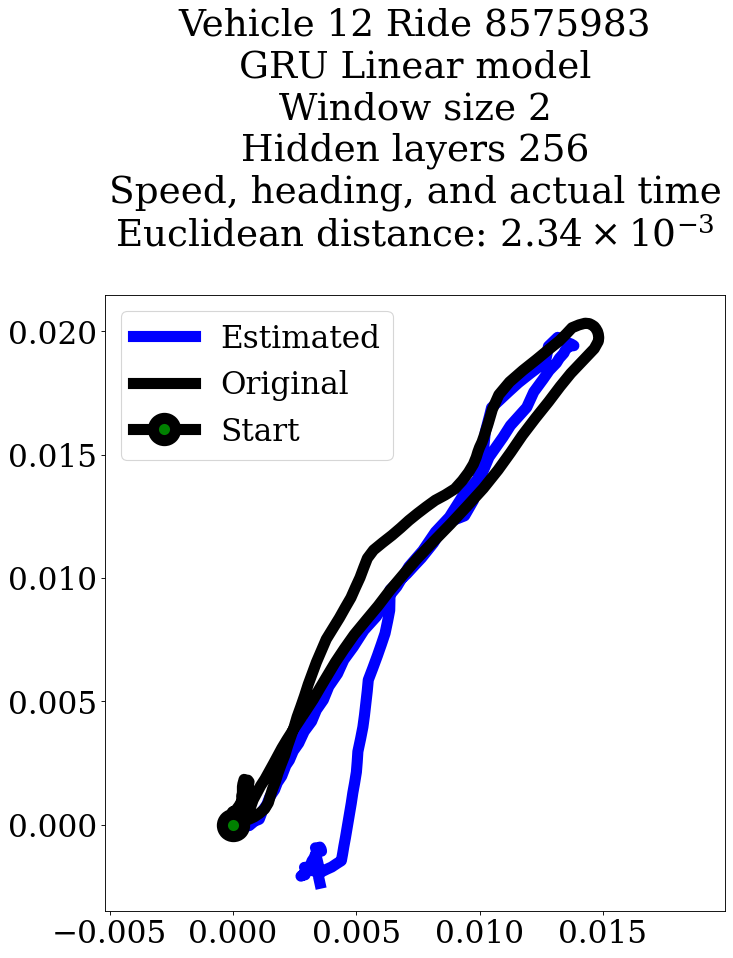 Vehicle 12 Ride 8575983
GRU Linear model
Window size 2
Hidden layers 256
Speed, heading, and actual time
Euclidean distance: 2.34 × 10⁻³
Estimated
Original
Start
0.020
0.015
0.010
0.005
0.000
−0.005 0.000 0.005 0.010 0.015